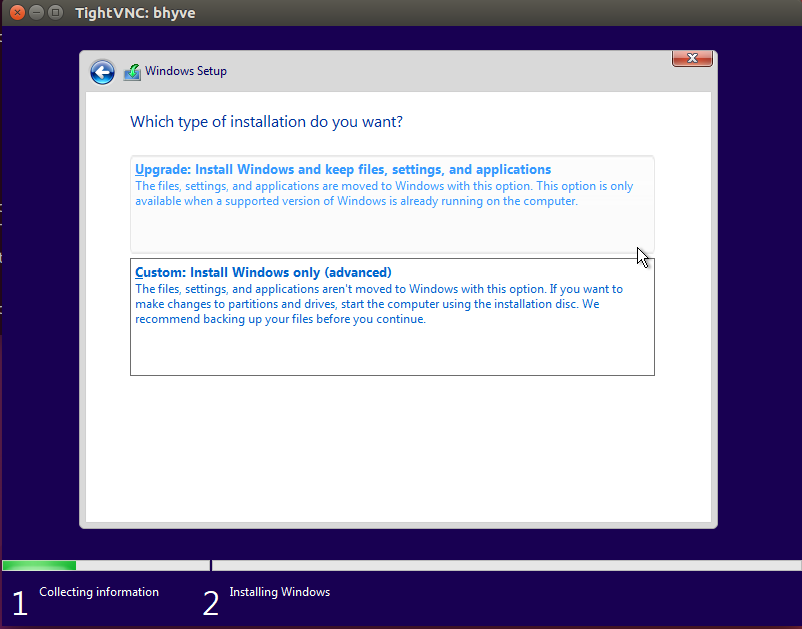 TightVNC: bhyve
Windows Setup
Which type of installation do you want?
Upgrade: Install Windows and keep files, settings, and applications
The files, settings, and applications are moved to Windows with this option. This option is only
available when a supported version of Windows is already running on the computer.
Custom: Install Windows only (advanced)
The files, settings, and applications aren't moved to Windows with this option. If you want to
make changes to partitions and drives, start the computer using the installation disc. We
recommend backing up your files before you continue.
1 Collecting information
2 Installing Windows